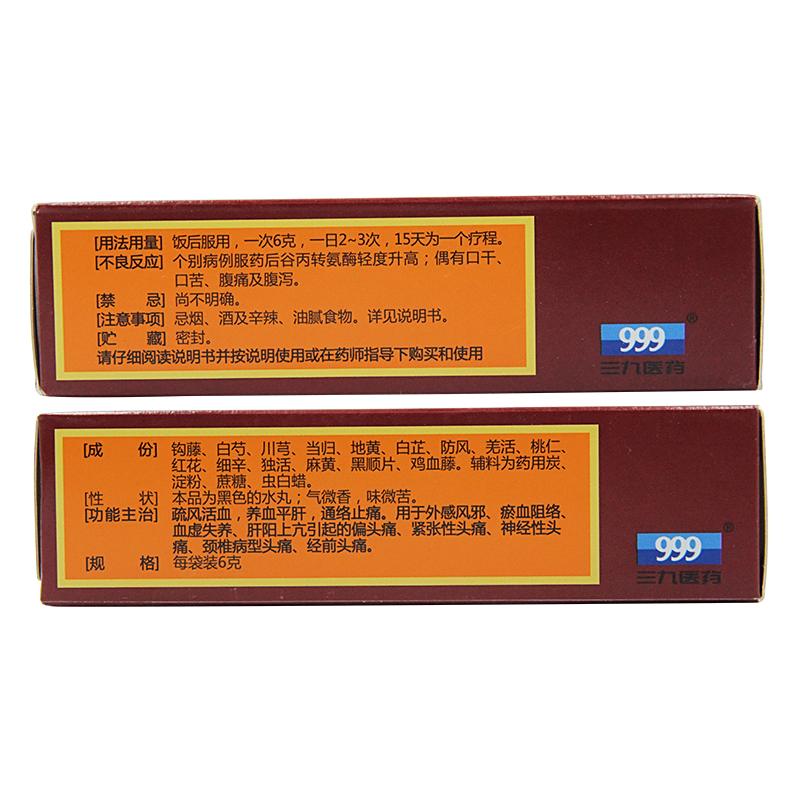 [用法用量] 饭后服用，一次6克，一日2~3次，15天为一个疗程。
[不良反应] 个别病例服药后谷丙转氨酶轻度升高；偶有口干、
口苦、腹痛及腹泻。
[禁 忌] 尚不明确。
[注意事项] 忌烟、酒及辛辣、油腻食物。详见说明书。
[贮 藏] 密封。
请仔细阅读说明书并按说明使用或在药师指导下购买和使用
999®
三九医药
[成 份] 钩藤、白芍、川芎、当归、地黄、白芷、防风、羌活、桃仁、
红花、细辛、独活、麻黄、黑顺片、鸡血藤。辅料为药用炭、
淀粉、蔗糖、虫白蜡。
[性 状] 本品为黑色的水丸；气微香，味微苦。
[功能主治] 疏风活血，养血平肝，通络止痛。用于外感风邪、瘀血阻络、
血虚失养、肝阳上亢引起的偏头痛、紧张性头痛、神经性头
痛、颈椎病型头痛、经前头痛。
[规 格] 每袋装6克
999®
三九医药